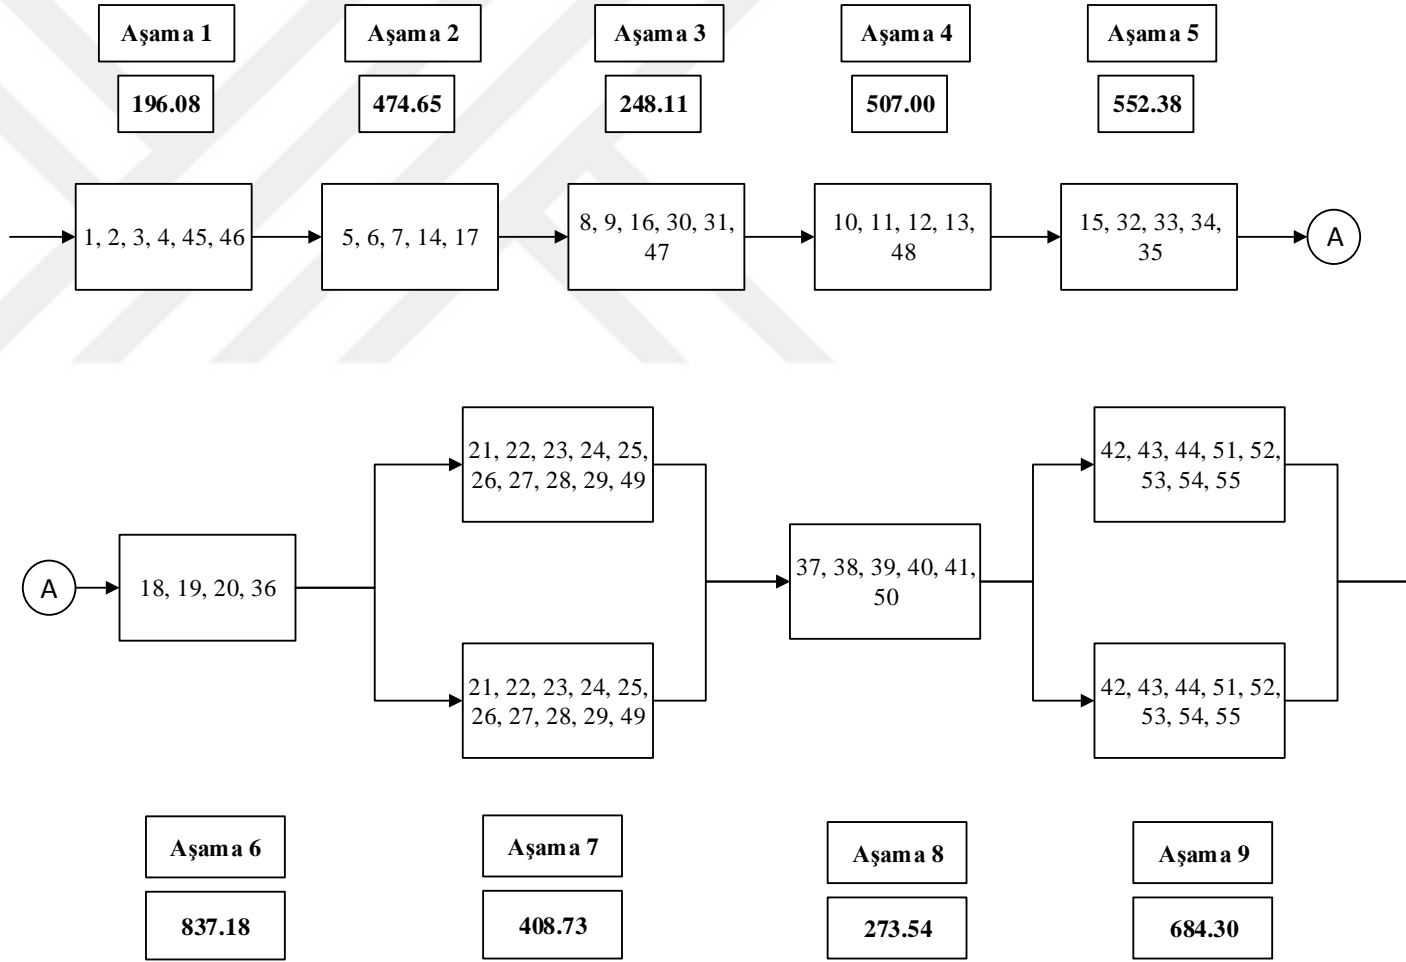 Aşama 1
Aşama 2
Aşama 3
Aşama 4
Aşama 5
196.08
474.65
248.11
507.00
552.38
1, 2, 3, 4, 45, 46
5, 6, 7, 14, 17
8, 9, 16, 30, 31,
47
10, 11, 12, 13,
48
15, 32, 33, 34,
35
A
A
18, 19, 20, 36
21, 22, 23, 24, 25,
26, 27, 28, 29, 49
21, 22, 23, 24, 25,
26, 27, 28, 29, 49
37, 38, 39, 40, 41,
50
42, 43, 44, 51, 52,
53, 54, 55
42, 43, 44, 51, 52,
53, 54, 55
Aşama 6
Aşama 7
Aşama 8
Aşama 9
837.18
408.73
273.54
684.30